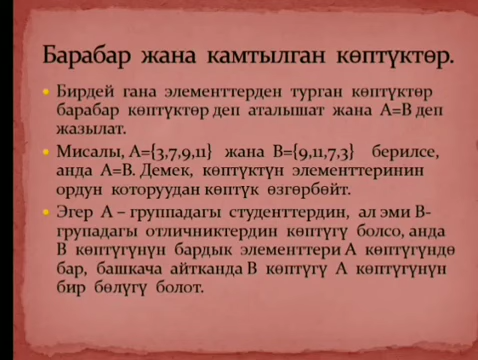 Барабар жана камтылган көптүктөр.
Бирдей гана элементтерден турган көптүктөр
барабар көптүктөр деп аталышат жана А=В деп
жазылат.
Мисалы, А={3,7,9,11} жана В={9,11,7,3} берилсе,
анда А=В. Демек, көптүктүн элементтеринин
ордун которуудан көптүк өзгөрбөйт.
Эгер А – группадагы студенттердин, ал эми В-
групадагы отличниктердин көптүгү болсо, анда
В көптүгүнүн бардык элементтери А көптүгүндө
бар, башкача айтканда В көптүгү А көптүгүнүн
бир бөлүгү болот.